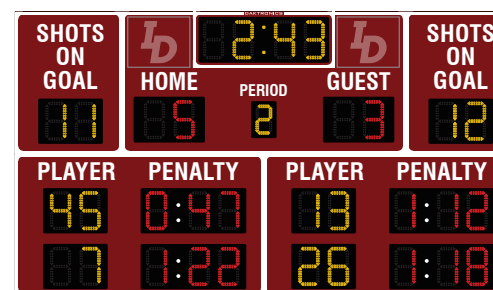 DAKTRONICS
SHOTS ON GOAL
11
LD
2:43
LD
HOME
5
PERIOD
2
GUEST
3
SHOTS ON GOAL
12
PLAYER PENALTY
45 0:47
7 1:22
PLAYER PENALTY
13 1:12
26 1:18